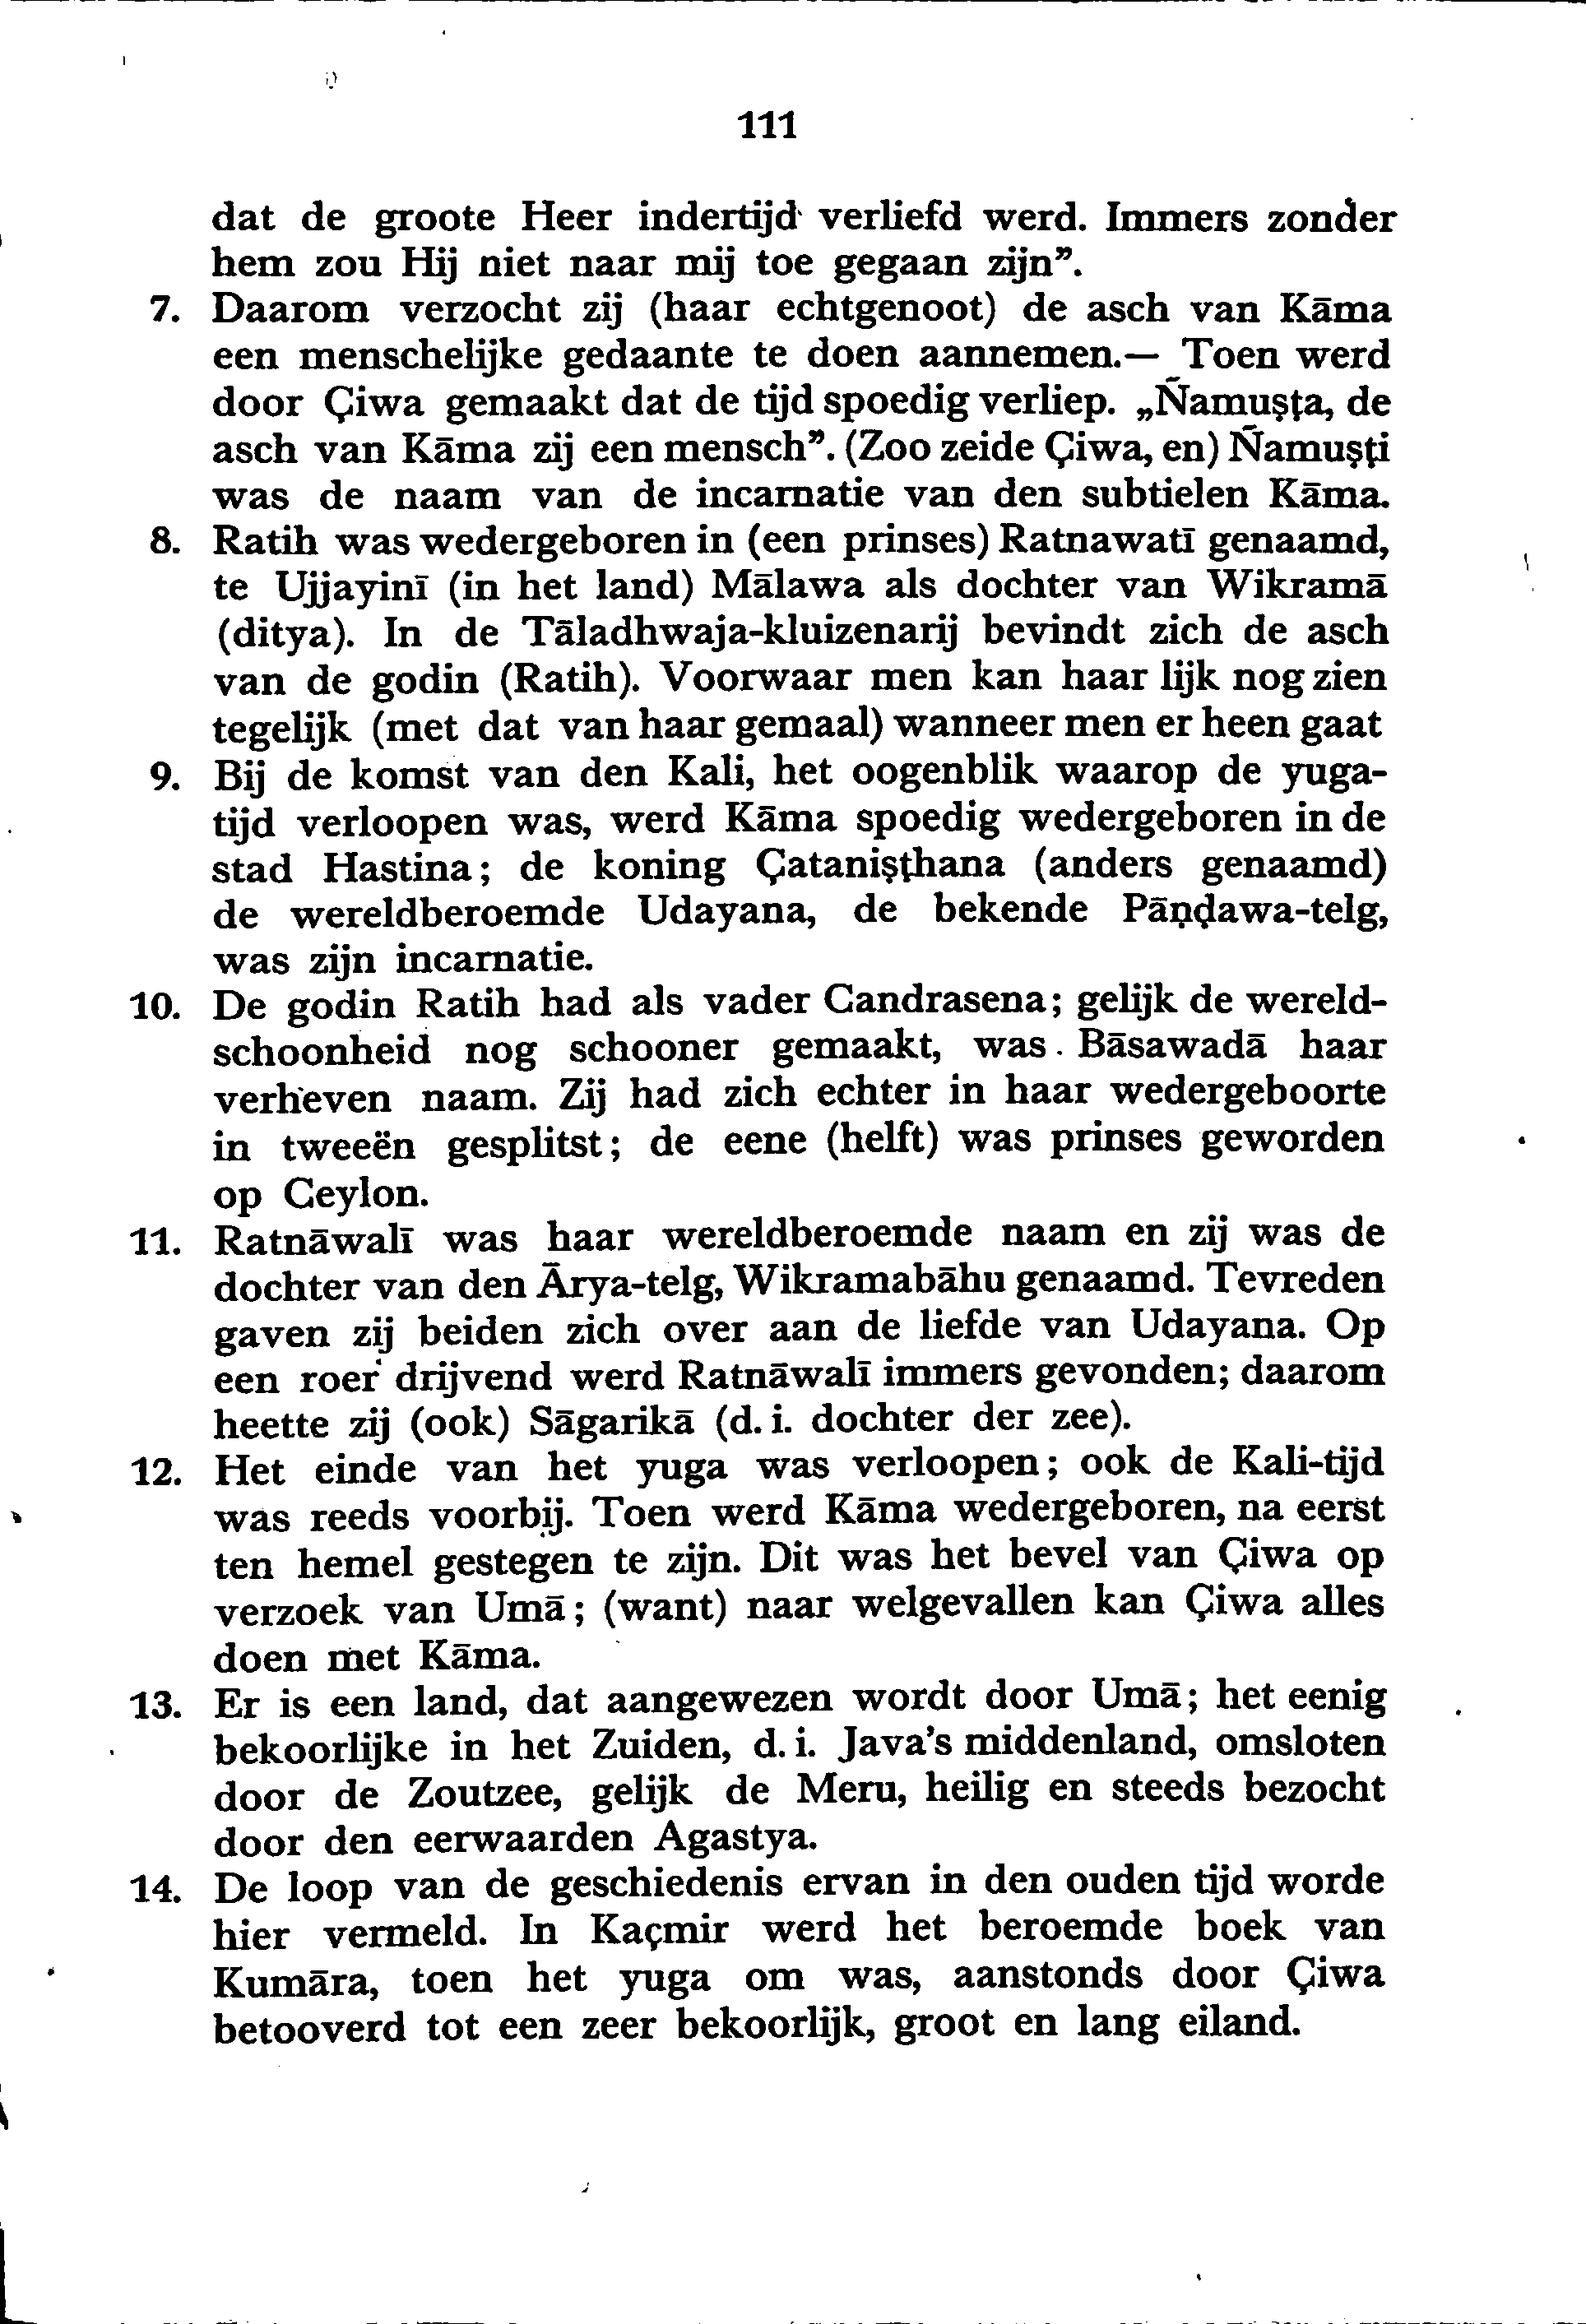 111
dat de groote Heer indertijd verliefd werd. Immers zonder
hem zou Hij niet naar mij toe gegaan zijn”.
7. Daarom verzocht zij (haar echtgenoot) de asch van Kāma
een menschelijke gedaante te doen aannemen.— Toen werd
door Çiwa gemaakt dat de tijd spoedig verliep. „Ñamuṣṭa, de
asch van Kāma zij een mensch”. (Zoo zeide Çiwa, en) Ñamuṣṭi
was de naam van de incarnatie van den subtielen Kāma.
8. Ratih was wedergeboren in (een prinses) Ratnawatī genaamd,
te Ujjayinī (in het land) Mālawa als dochter van Wikramā
(ditya). In de Tāladhwaja-kluizenarij bevindt zich de asch
van de godin (Ratih). Voorwaar men kan haar lijk nog zien
tegelijk (met dat van haar gemaal) wanneer men er heen gaat
9. Bij de komst van den Kali, het oogenblik waarop de yuga-
tijd verloopen was, werd Kāma spoedig wedergeboren in de
stad Hastina; de koning Çataniṣṭhana (anders genaamd)
de wereldberoemde Udayana, de bekende Pāṇḍawa-telg,
was zijn incarnatie.
10. De godin Ratih had als vader Candrasena; gelijk de wereld-
schoonheid nog schooner gemaakt, was Bāsawadā haar
verheven naam. Zij had zich echter in haar wedergeboorte
in tweeën gesplitst; de eene (helft) was prinses geworden
op Ceylon.
11. Ratnāwalī was haar wereldberoemde naam en zij was de
dochter van den Ārya-telg, Wikramabāhu genaamd. Tevreden
gaven zij beiden zich over aan de liefde van Udayana. Op
een roer drijvend werd Ratnāwalī immers gevonden; daarom
heette zij (ook) Sāgarikā (d. i. dochter der zee).
12. Het einde van het yuga was verloopen; ook de Kali-tijd
was reeds voorbij. Toen werd Kāma wedergeboren, na eerst
ten hemel gestegen te zijn. Dit was het bevel van Çiwa op
verzoek van Umā; (want) naar welgevallen kan Çiwa alles
doen met Kāma.
13. Er is een land, dat aangewezen wordt door Umā; het eenig
bekoorlijke in het Zuiden, d. i. Java’s middenland, omsloten
door de Zoutzee, gelijk de Meru, heilig en steeds bezocht
door den eerwaarden Agastya.
14. De loop van de geschiedenis ervan in den ouden tijd worde
hier vermeld. In Kaçmir werd het beroemde boek van
Kumāra, toen het yuga om was, aanstonds door Çiwa
betooverd tot een zeer bekoorlijk, groot en lang eiland.